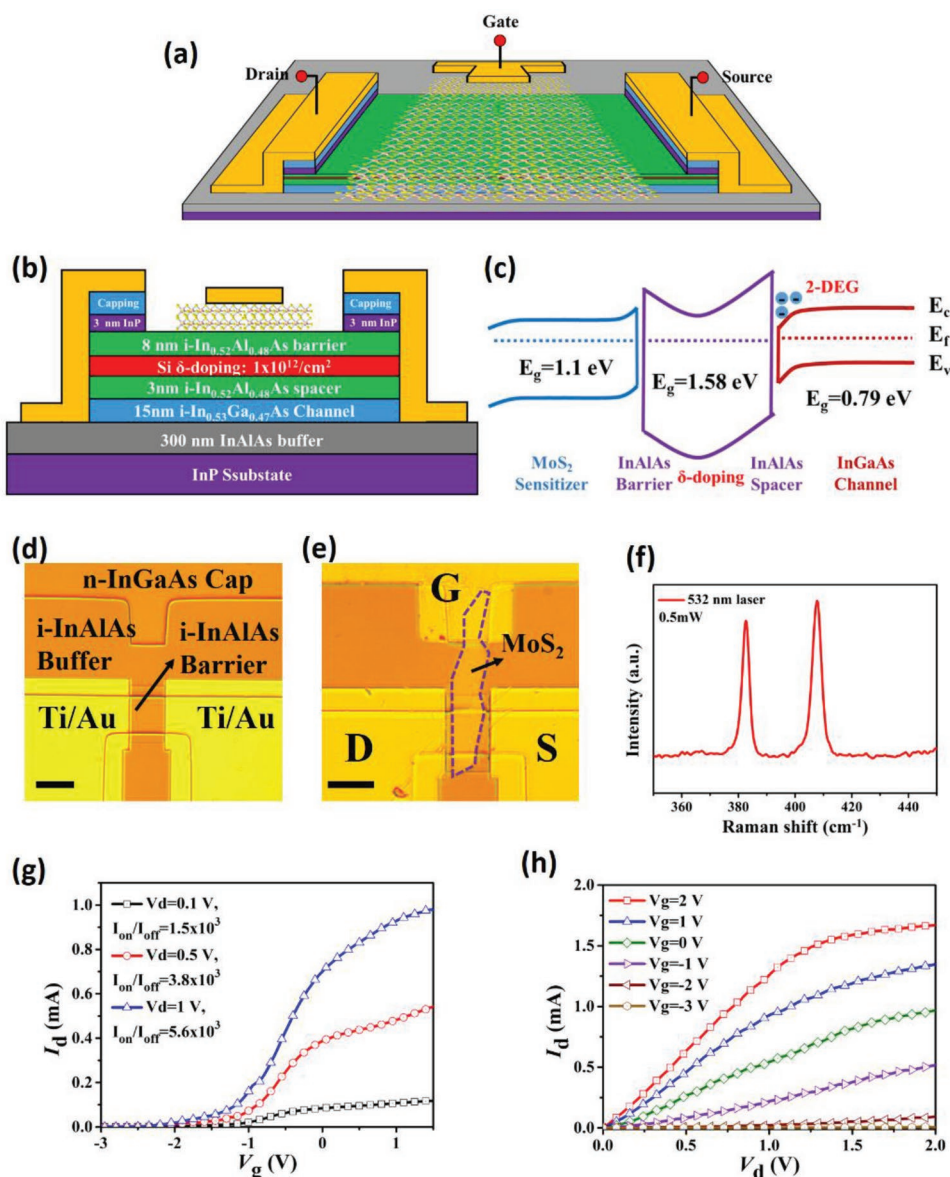 (a)
Gate
Drain
Source
(b)
Capping
Capping
3 nm InP
3 nm InP
8 nm i-In0.52Al0.48As barrier
Si δ-doping: 1x10^12/cm^2
3nm i-In0.52Al0.48As spacer
15nm i-In0.53Ga0.47As Channel
300 nm InAlAs buffer
InP Ssubstate
(c)
2-DEG
Ec
Ef
Ev
Eg=1.1 eV
Eg=1.58 eV
Eg=0.79 eV
MoS2
Sensitizer
InAlAs
Barrier
δ-doping
InAlAs
Spacer
InGaAs
Channel
(d)
n-InGaAs Cap
i-InAlAs
Buffer
i-InAlAs
Barrier
Ti/Au
Ti/Au
(e)
G
MoS2
D
S
(f)
532 nm laser
0.5mW
Intensity (a.u.)
360
380
400
420
440
Raman shift (cm^-1)
(g)
Vd=0.1 V,
Ion/Ioff=1.5x10^3
Vd=0.5 V,
Ion/Ioff=3.8x10^3
Vd=1 V,
Ion/Ioff=5.6x10^3
Id (mA)
1.0
0.8
0.6
0.4
0.2
0.0
-3
-2
-1
0
1
Vg (V)
(h)
Vg=2 V
Vg=1 V
Vg=0 V
Vg=-1 V
Vg=-2 V
Vg=-3 V
Id (mA)
2.0
1.5
1.0
0.5
0.0
0.0
0.5
1.0
1.5
2.0
Vd (V)